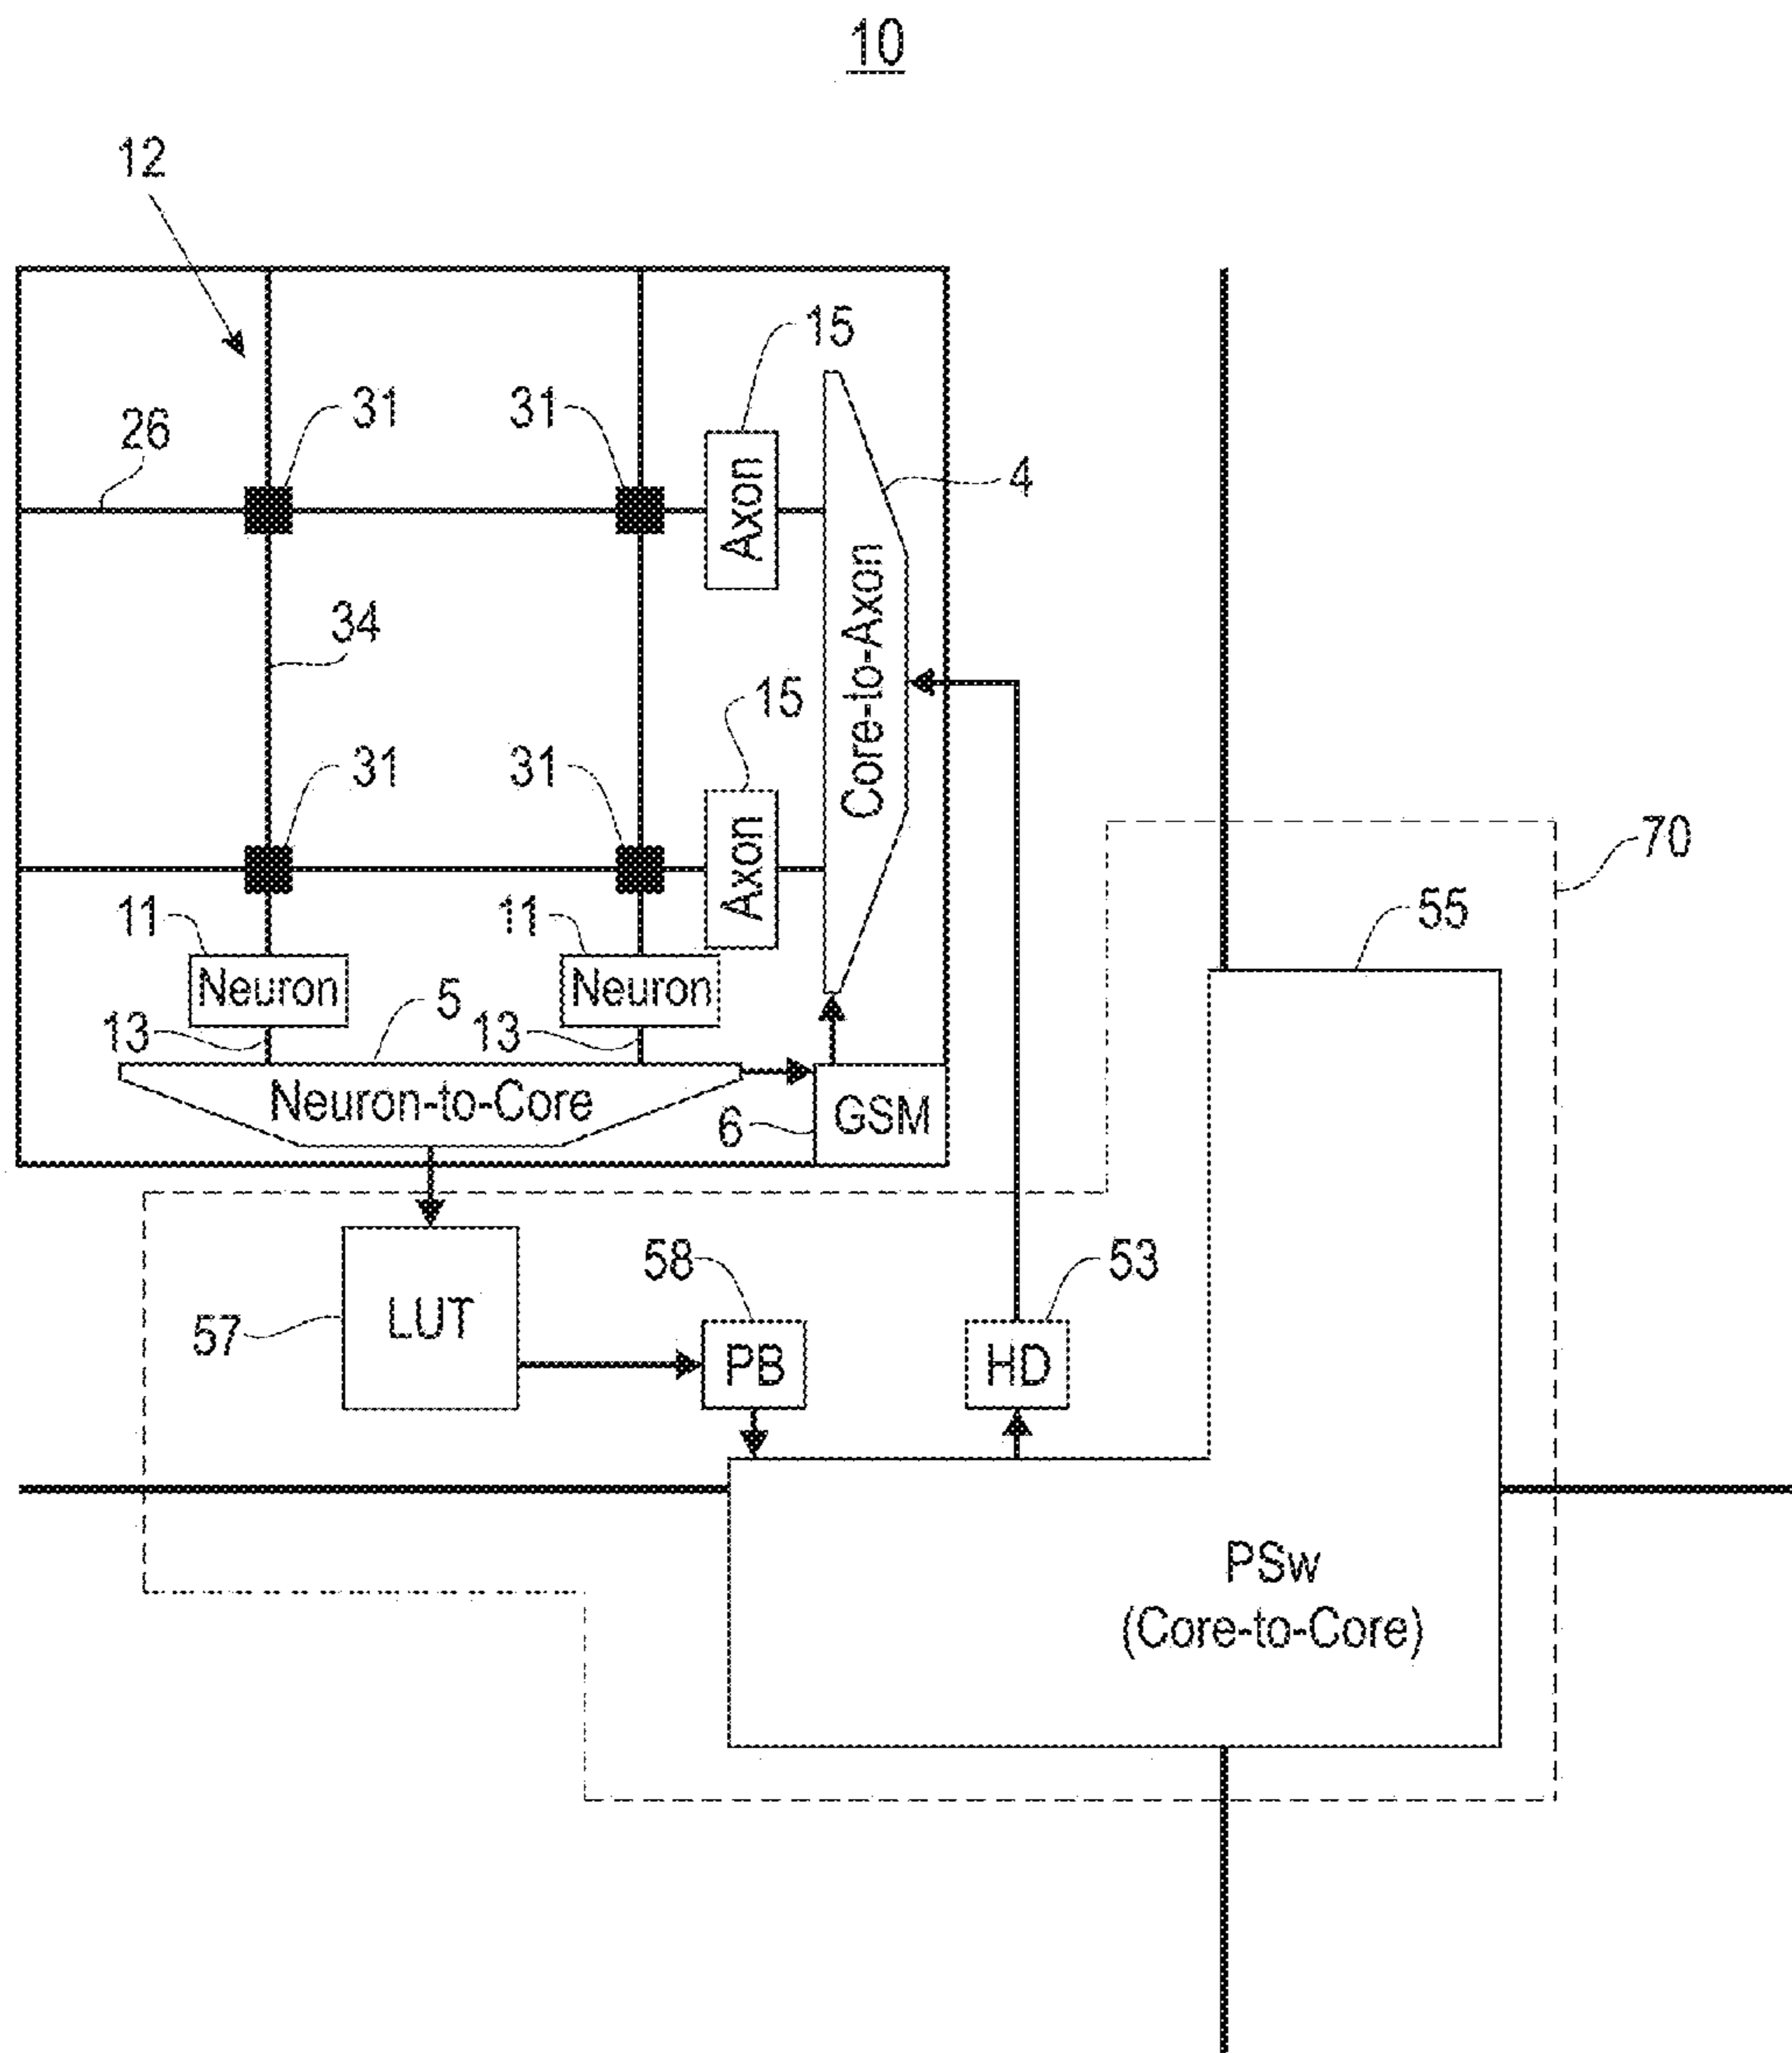 10
12
15
31
31
26
4
Axon
34
Core-to-Axon
15
31
31
70
Axon
11
11
55
Neuron
Neuron
5
13
13
Neuron-to-Core
6
GSM
58
53
57
LUT
PB
HD
PSw
(Core-to-Core)